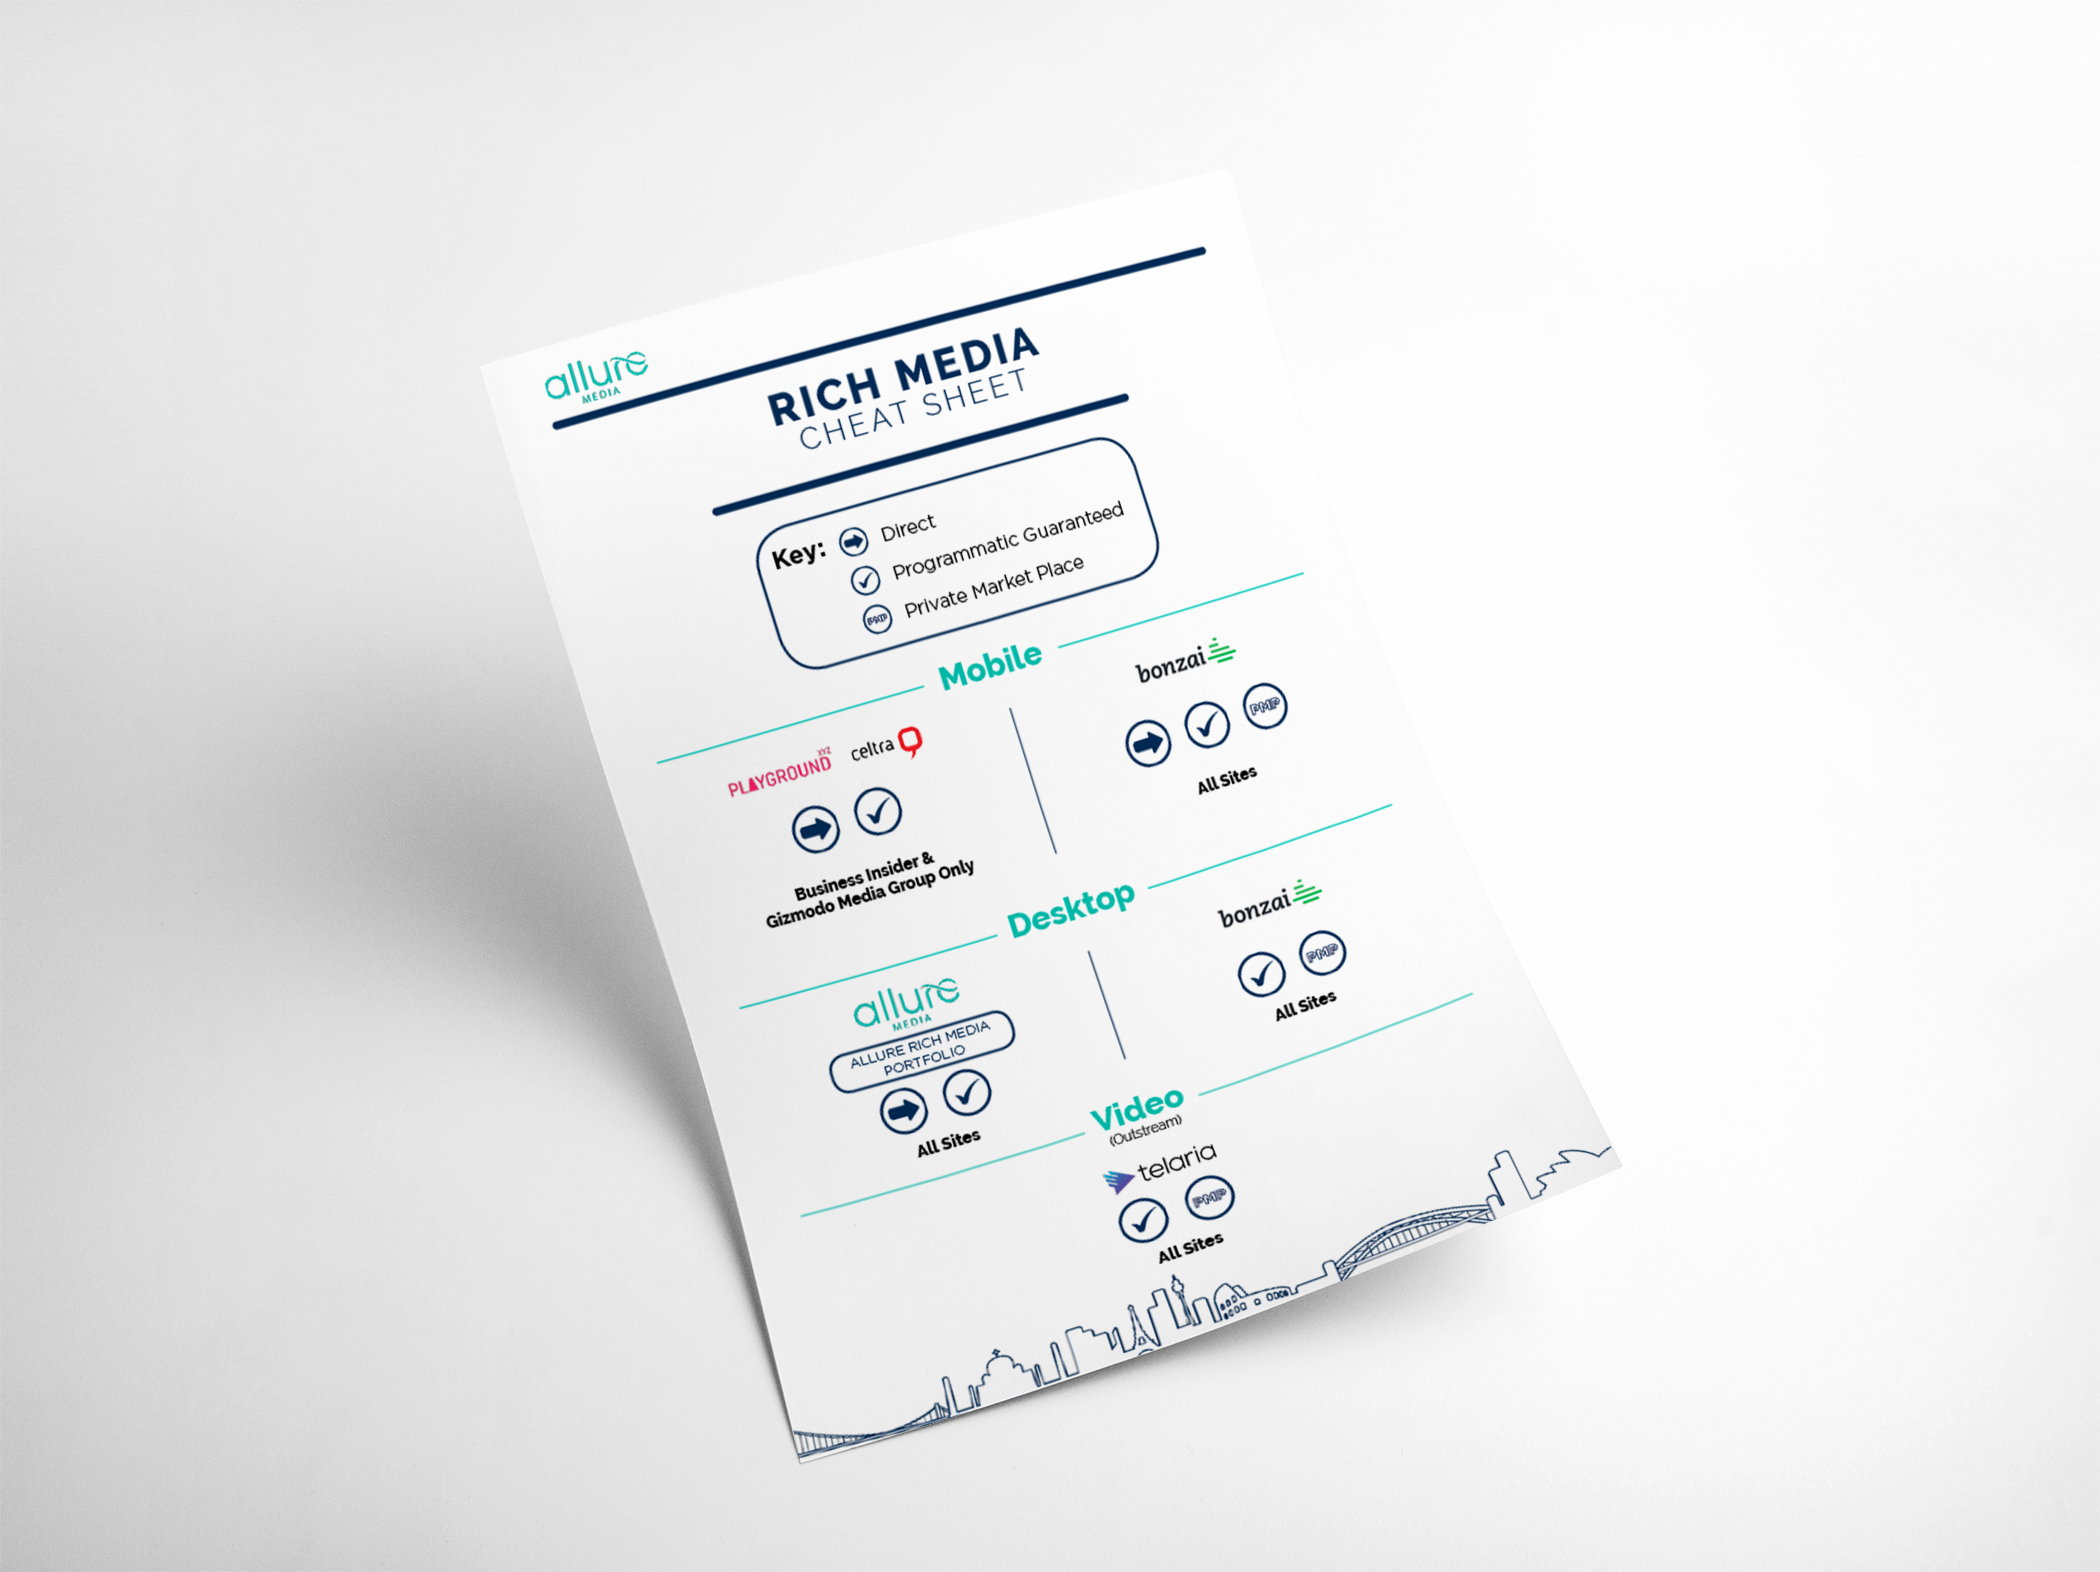 allure
MEDIA
RICH MEDIA
CHEAT SHEET
Key:
Direct
Programmatic Guaranteed
PMP
Private Market Place
Mobile
PLAYGROUND XYZ
celtra
Business Insider &
Gizmodo Media Group Only
bonzai
PMP
All Sites
Desktop
allure
MEDIA
ALLURE RICH MEDIA
PORTFOLIO
All Sites
bonzai
PMP
All Sites
Video
(Outstream)
telaria
PMP
All Sites